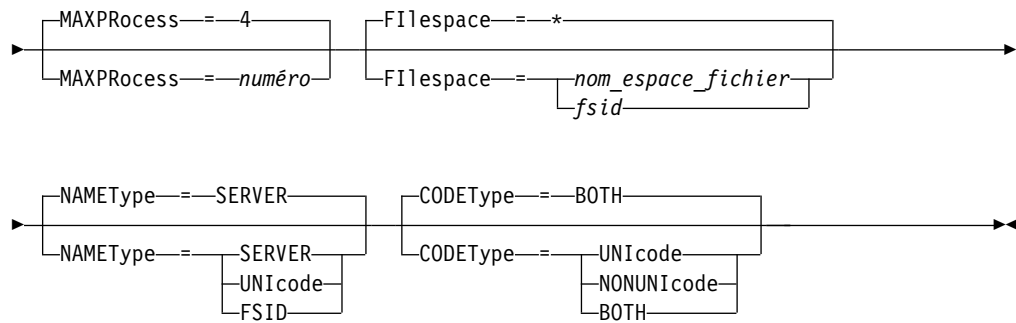 MAXPRocess = 4 FIlespace = *
MAXPRocess = numéro FIlespace = nom_espace_fichier
fsid
NAMEType = SERVER CODEType = BOTH
NAMEType = SERVER CODEType = UNIcode
UNIcode NONUNIcode
FSID BOTH